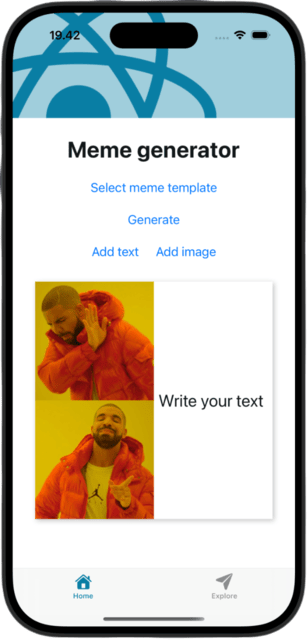 19.42
Meme generator
Select meme template
Generate
Add text Add image
Write your text
Home Explore